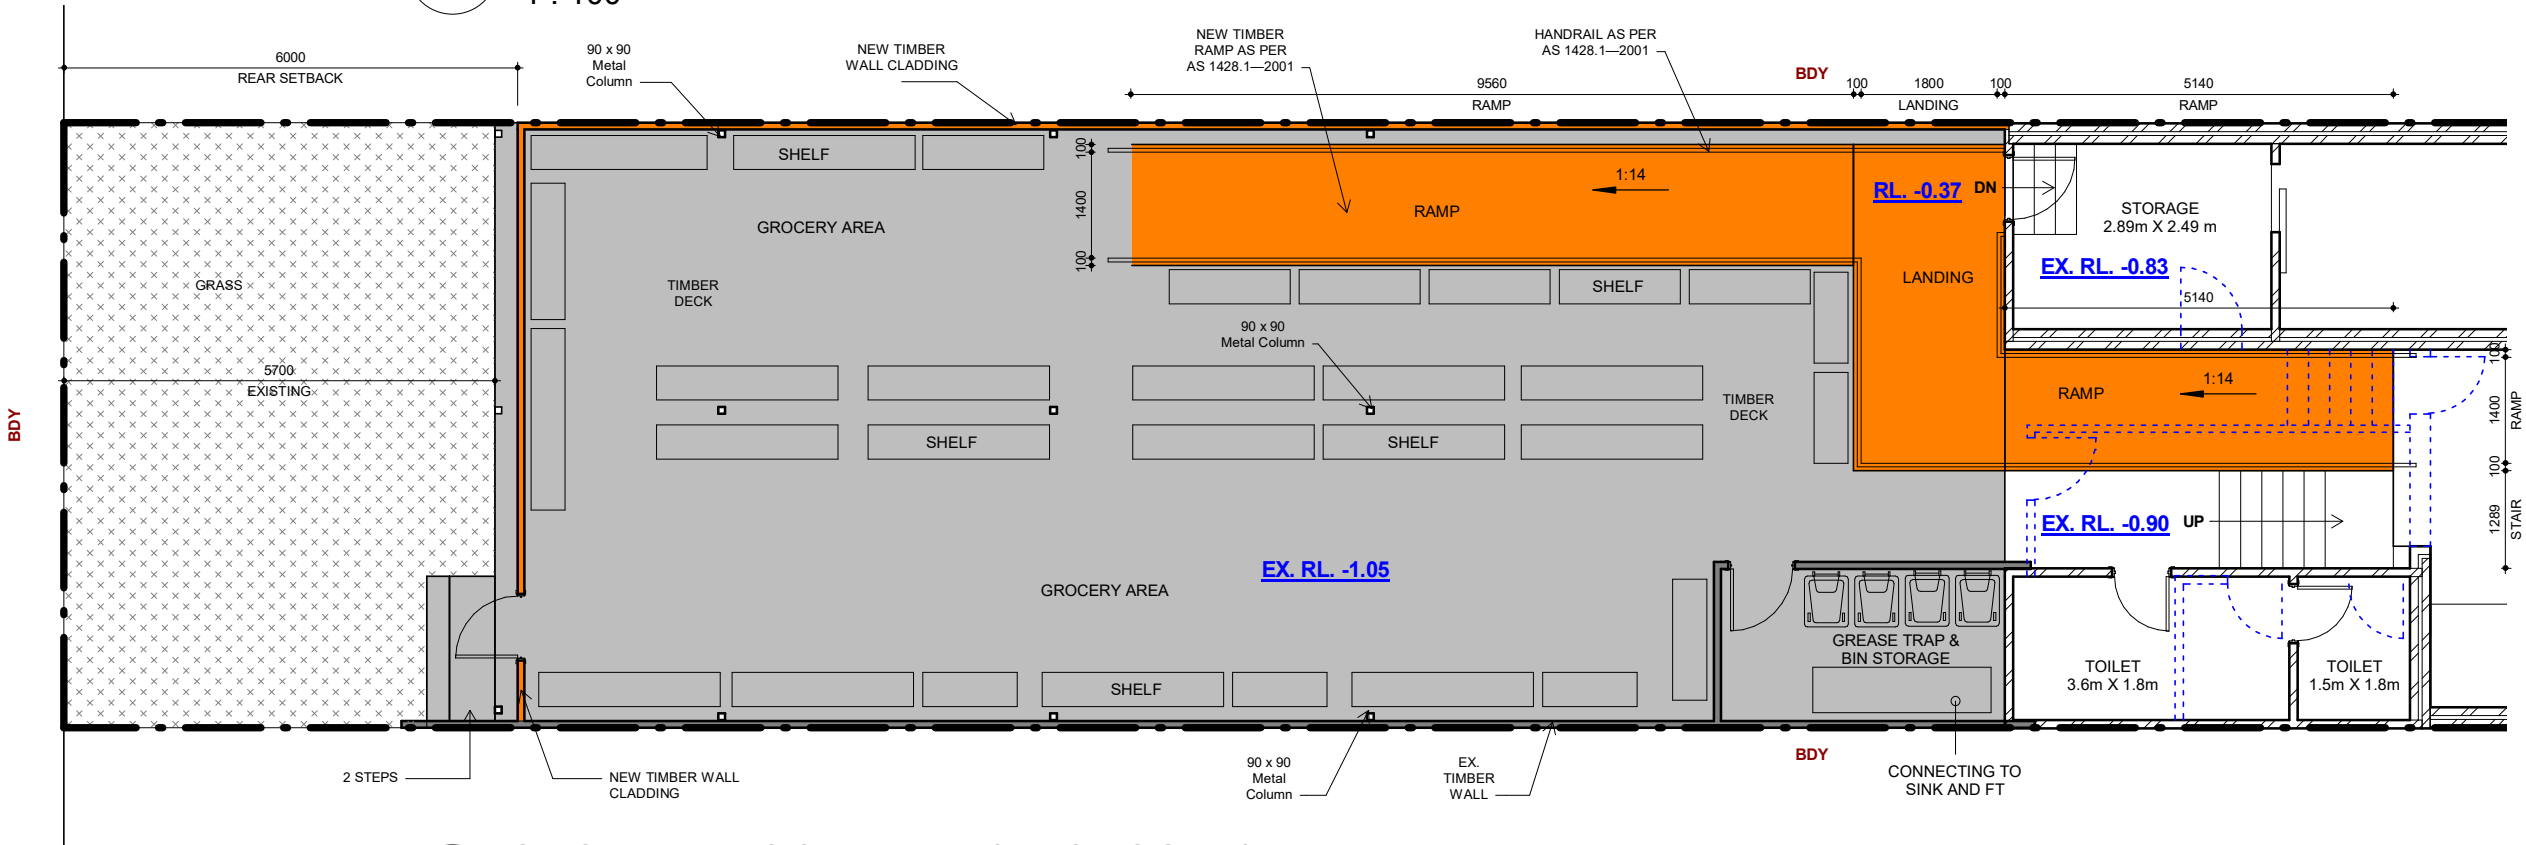 6000
REAR SETBACK
90 x 90
Metal
Column
NEW TIMBER
WALL CLADDING
NEW TIMBER
RAMP AS PER
AS 1428.1—2001
HANDRAIL AS PER
AS 1428.1—2001
BDY
9560
RAMP
100
1800
LANDING
100
5140
RAMP
SHELF
100
1400
100
1:14
RAMP
RL. -0.37
DN
STORAGE
2.89m X 2.49 m
EX. RL. -0.83
GROCERY AREA
GRASS
TIMBER
DECK
SHELF
LANDING
5140
90 x 90
Metal Column
5700
EXISTING
BDY
TIMBER
DECK
RAMP
1:14
100
1400
RAMP
100
SHELF
SHELF
EX. RL. -0.90
UP
1289
STAIR
EX. RL. -1.05
GROCERY AREA
GREASE TRAP &
BIN STORAGE
TOILET
3.6m X 1.8m
TOILET
1.5m X 1.8m
SHELF
2 STEPS
NEW TIMBER WALL
CLADDING
90 x 90
Metal
Column
EX.
TIMBER
WALL
BDY
CONNECTING TO
SINK AND FT